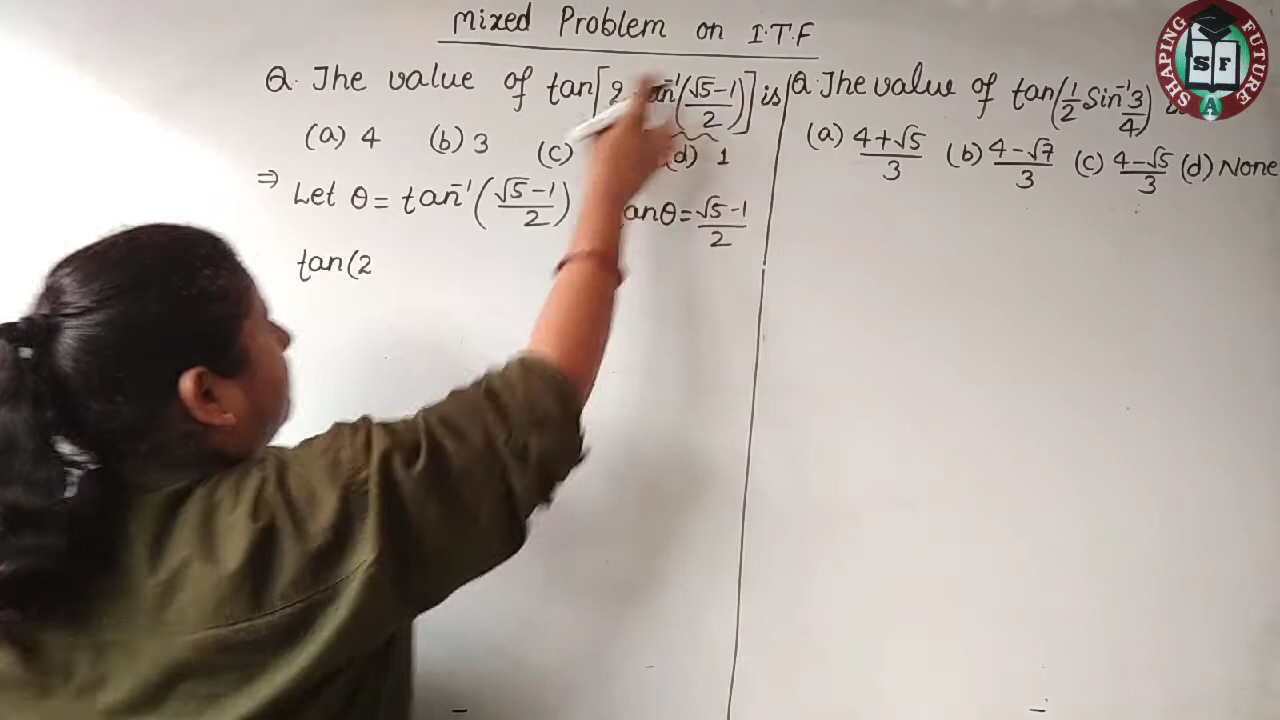 Mixed Problem on I.T.F
Q. The value of tan[2 tan⁻¹(√5-1/2)] is
(a) 4 (b) 3 (c) (d) 1
⇒ Let θ = tan⁻¹(√5-1/2) tanθ = √5-1/2
tan(2
Q. The value of tan(1/2 Sin⁻¹ 3/4)
(a) 4+√5/3 (b) 4-√7/3 (c) 4-√5/3 (d) None
SHAPING FUTURE
S F
A